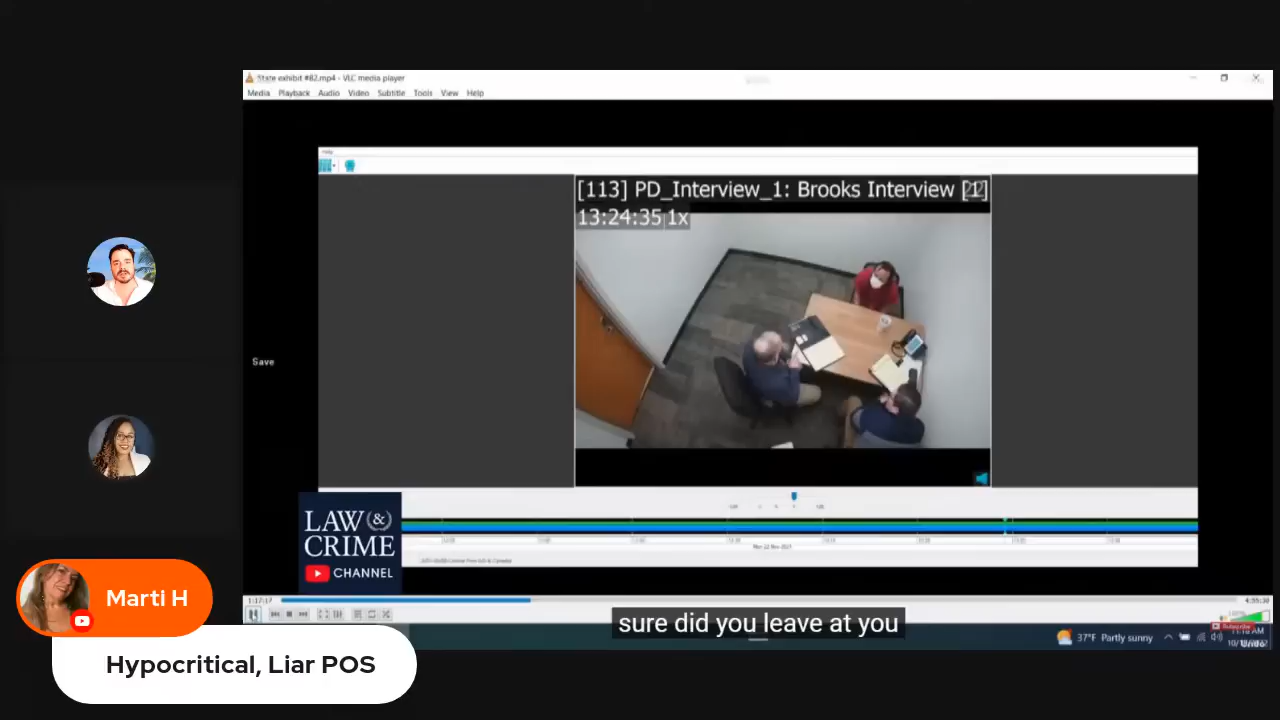 State exhibit #82.mp4 - VLC media player
Media Playback Audio Video Subtitle Tools View Help
[113] PD_Interview_1: Brooks Interview [1]
13:24:35 1x
Save
LAW & CRIME
CHANNEL
1:17:17
4:55:30
sure did you leave at you
37°F Partly sunny
Subscribe
Undo
Marti H
Hypocritical, Liar POS